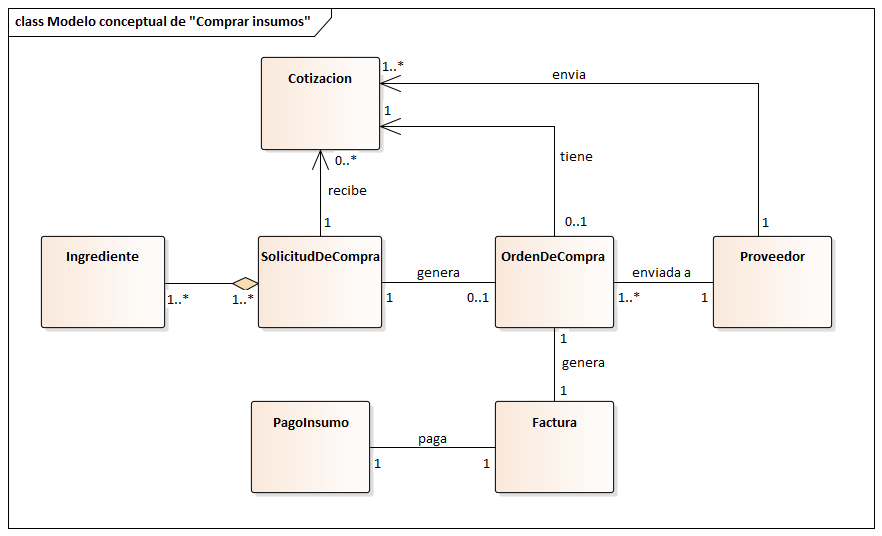 class Modelo conceptual de "Comprar insumos"
Cotizacion
1..*
envia
1
tiene
0..*
recibe
1
0..1
1
Ingrediente
SolicitudDeCompra
OrdenDeCompra
Proveedor
genera
enviada a
1..*
1..*
1
0..1
1..*
1
1
genera
1
PagoInsumo
Factura
paga
1
1